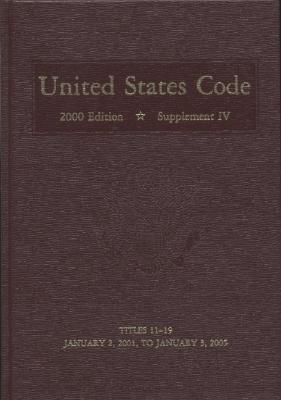 United States Code
2000 Edition ☆ Supplement IV
TITLES 11–19
JANUARY 2, 2001, TO JANUARY 3, 2005